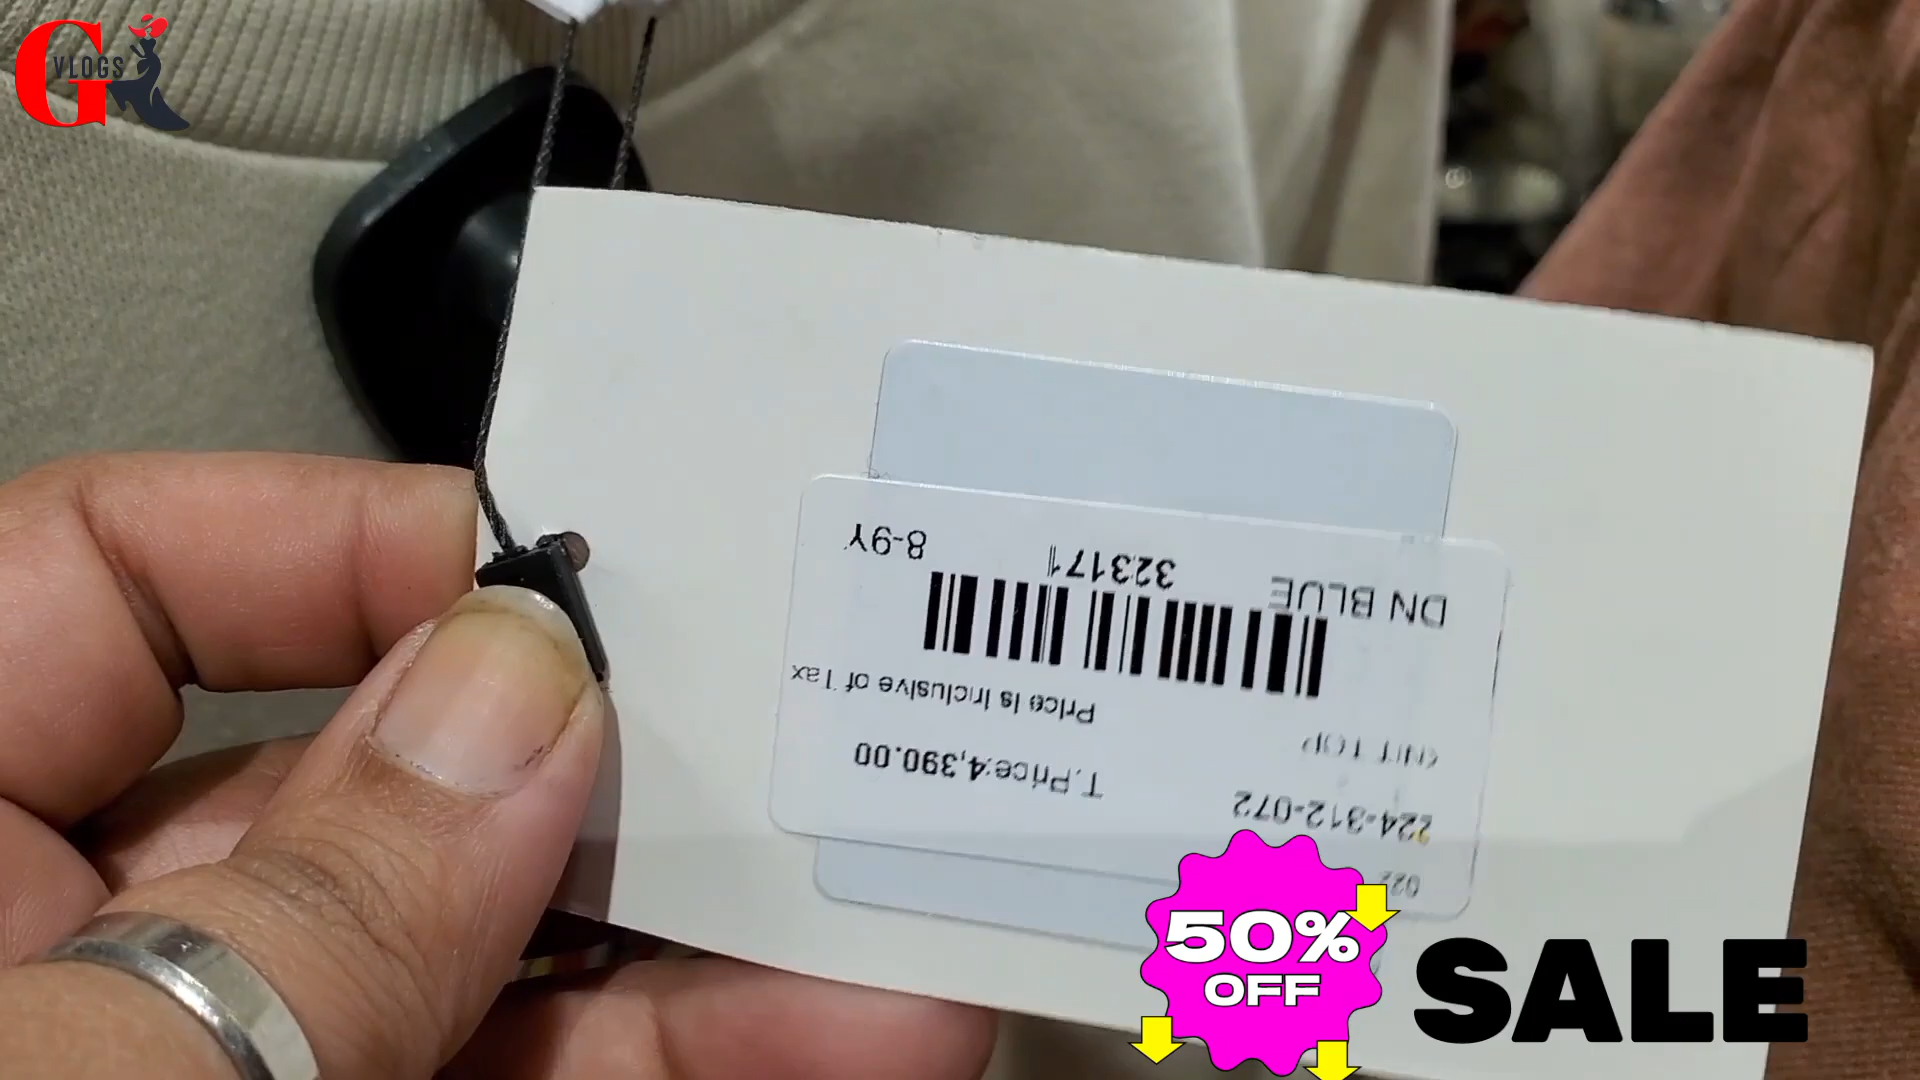 G VLOGS
022
224-312-072
KNIT TOP
T.Price:4,390.00
Price is Inclusive of Tax
323171
DN BLUE
8-9Y
50%
OFF
SALE